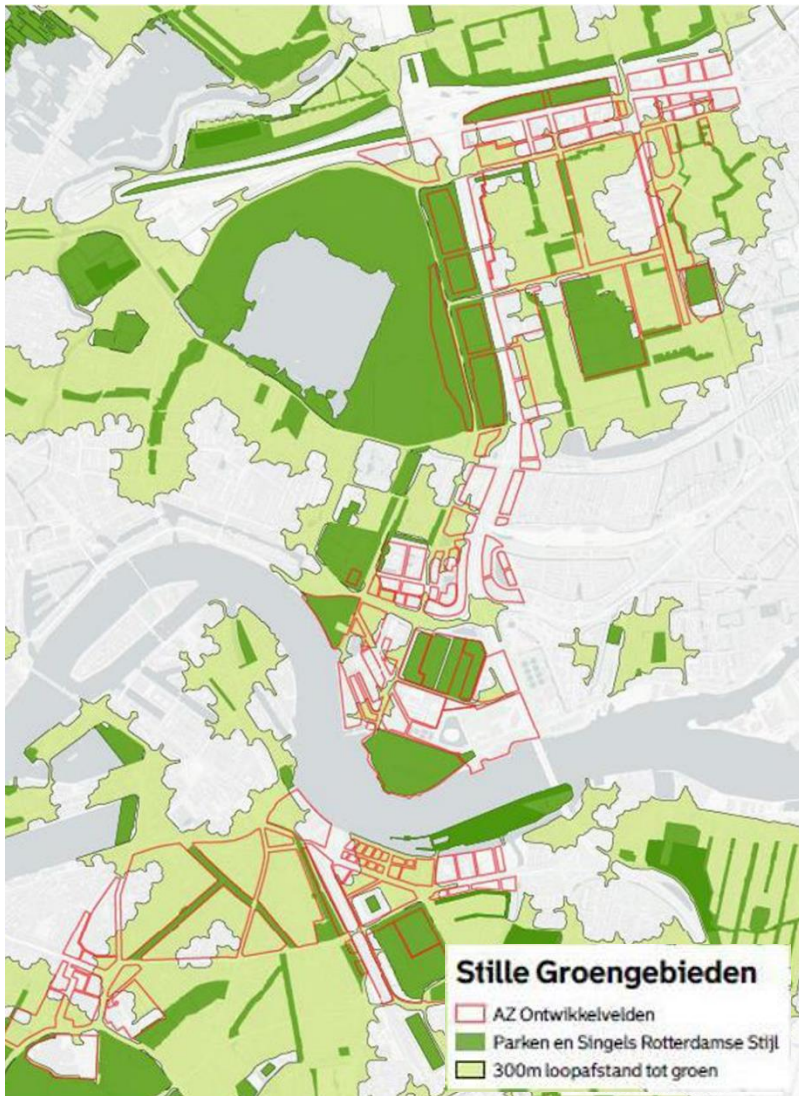 Stille Groengebieden
AZ Ontwikkelvelden
Parken en Singels Rotterdamse Stijl
300m loopafstand tot groen